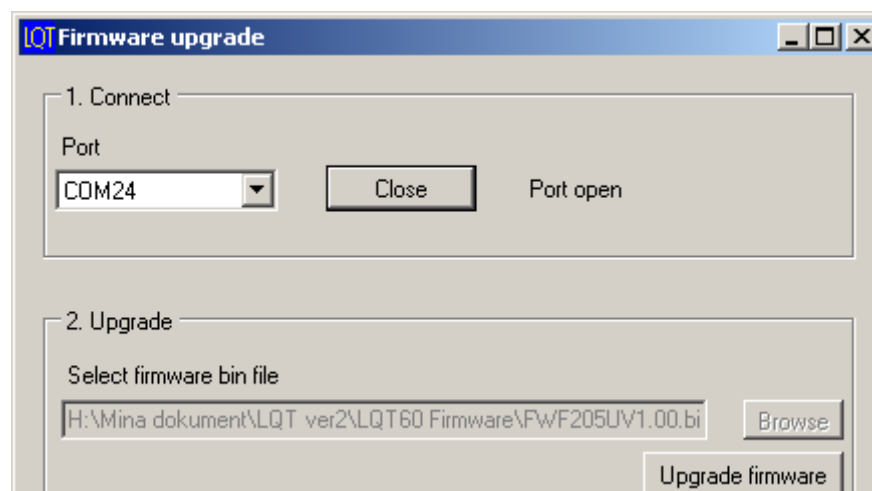 LQT Firmware upgrade
1. Connect
Port
COM24
Close
Port open
2. Upgrade
Select firmware bin file
H:\Mina dokument\LQT ver2\LQT60 Firmware\FWF205UV1.00.bi
Browse
Upgrade firmware